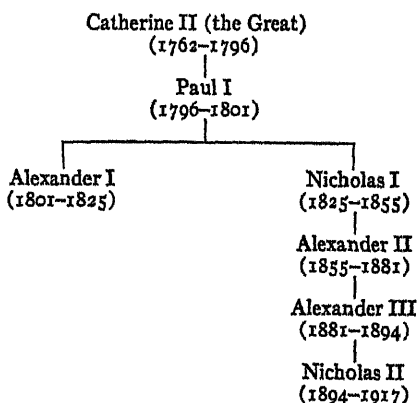 Catherine II (the Great)
(1762–1796)
Paul I
(1796–1801)
Alexander I
(1801–1825)
Nicholas I
(1825–1855)
Alexander II
(1855–1881)
Alexander III
(1881–1894)
Nicholas II
(1894–1917)